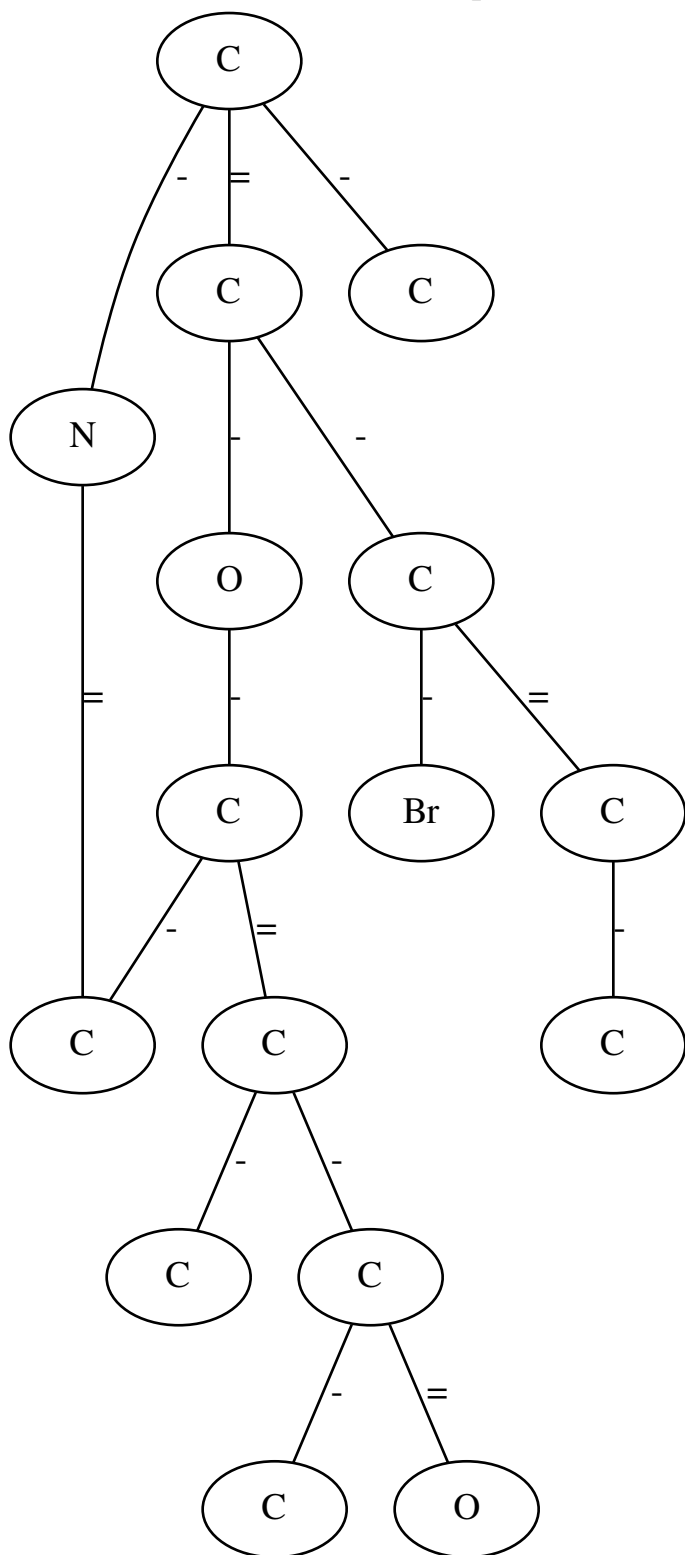 C
- = -
C C
N
- -
O C
= - - =
C Br C
- = -
C C C
- -
C C
- =
C O